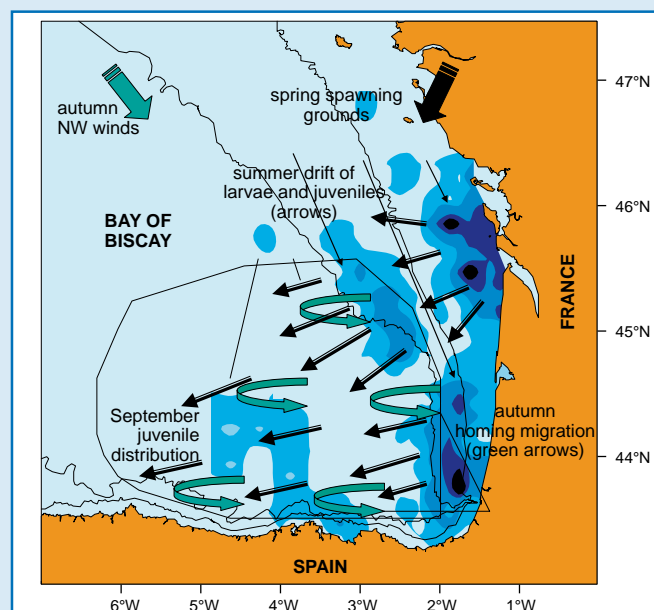 47°N
autumn
NW winds
spring spawning
grounds
summer drift of
larvae and juveniles
(arrows)
46°N
BAY OF
BISCAY
FRANCE
45°N
September
juvenile
distribution
autumn
homing migration
(green arrows)
44°N
SPAIN
6°W 5°W 4°W 3°W 2°W 1°W